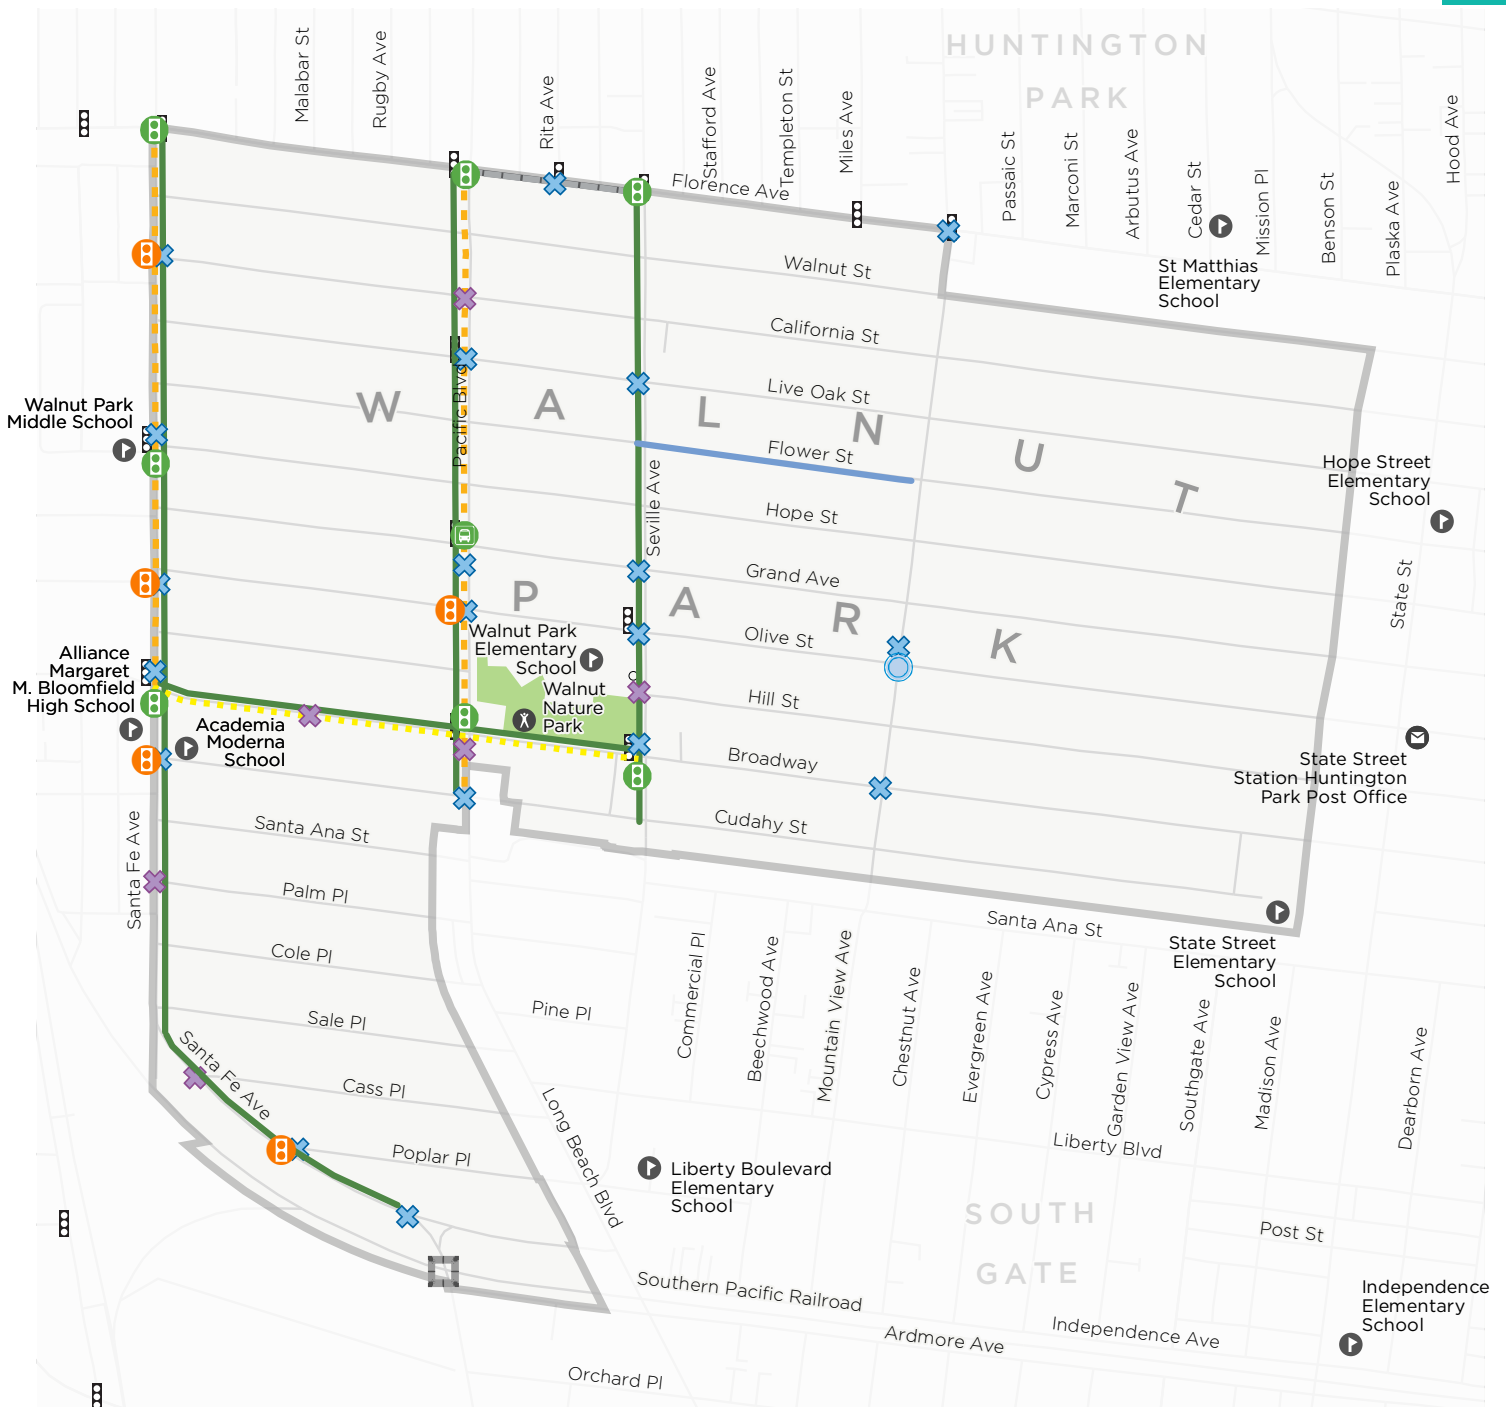 HUNTINGTON
PARK
Malabar St
Rugby Ave
Rita Ave
Stafford Ave
Templeton St
Miles Ave
Passaic St
Marconi St
Arbutus Ave
Cedar St
Mission Pl
Benson St
Plaska Ave
Hood Ave
Florence Ave
St Matthias
Elementary
School
Walnut St
California St
Live Oak St
Flower St
Hope St
Grand Ave
Olive St
Hill St
Broadway
Cudahy St
WALNUT
PARK
Walnut Park
Middle School
Pacific Blvd
Seville Ave
Hope Street
Elementary
School
State St
Walnut Park
Elementary
School
Walnut
Nature
Park
Alliance
Margaret
M. Bloomfield
High School
Academia
Moderna
School
State Street
Station Huntington
Park Post Office
Santa Fe Ave
Santa Ana St
Palm Pl
Cole Pl
Sale Pl
Cass Pl
Poplar Pl
Santa Fe Ave
Santa Ana St
State Street
Elementary
School
Pine Pl
Commercial Pl
Beechwood Ave
Mountain View Ave
Chestnut Ave
Evergreen Ave
Cypress Ave
Garden View Ave
Southgate Ave
Madison Ave
Dearborn Ave
Long Beach Blvd
Liberty Blvd
Liberty Boulevard
Elementary
School
SOUTH
GATE
Post St
Southern Pacific Railroad
Ardmore Ave
Independence Ave
Independence
Elementary
School
Orchard Pl